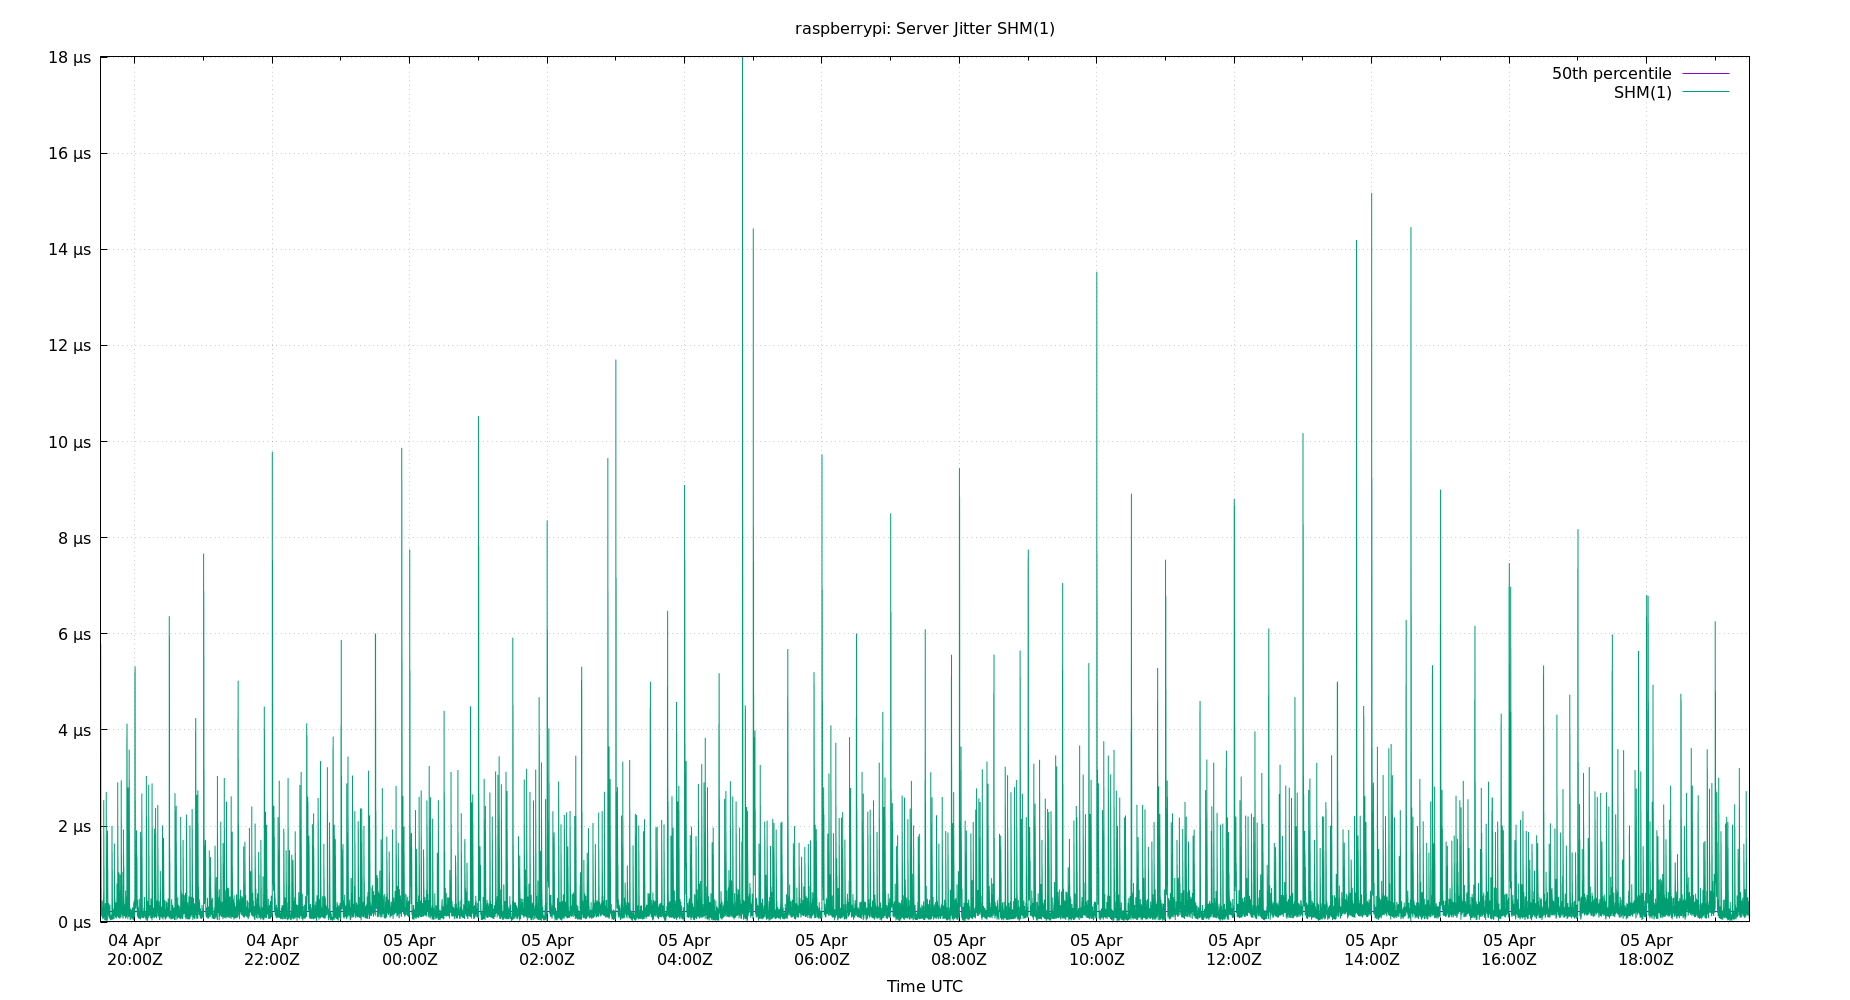 raspberrypi: Server Jitter SHM(1)
18 µs
16 µs
14 µs
12 µs
10 µs
8 µs
6 µs
4 µs
2 µs
0 µs
50th percentile
SHM(1)
04 Apr
20:00Z
04 Apr
22:00Z
05 Apr
00:00Z
05 Apr
02:00Z
05 Apr
04:00Z
05 Apr
06:00Z
05 Apr
08:00Z
05 Apr
10:00Z
05 Apr
12:00Z
05 Apr
14:00Z
05 Apr
16:00Z
05 Apr
18:00Z
Time UTC